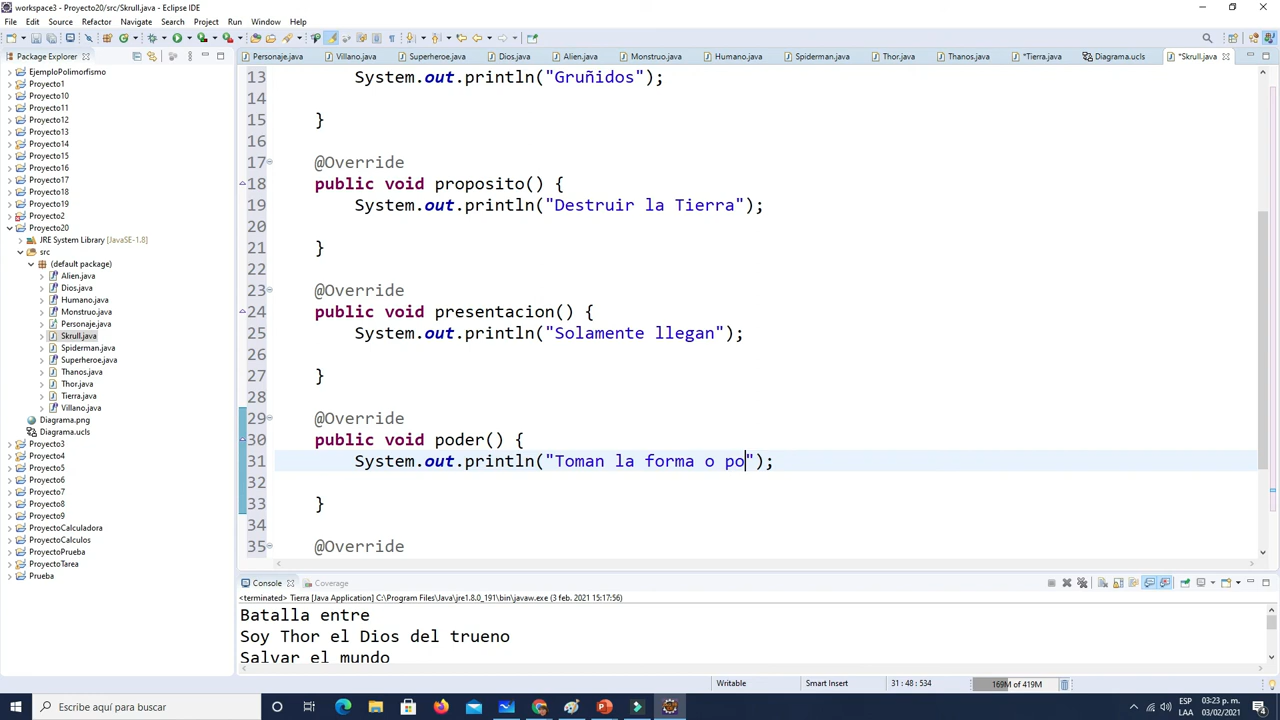 workspace3 - Proyecto20/src/Skrull.java - Eclipse IDE
File Edit Source Refactor Navigate Search Project Run Window Help
Package Explorer
Personaje.java Villano.java Superheroe.java Dios.java Alien.java Monstruo.java Humano.java Spiderman.java Thor.java Thanos.java *Tierra.java Diagrama.ucls *Skrull.java
EjemploPolimorfismo
Proyecto1
Proyecto10
Proyecto11
Proyecto12
Proyecto13
Proyecto14
Proyecto15
Proyecto16
Proyecto17
Proyecto18
Proyecto19
Proyecto2
Proyecto20
JRE System Library [JavaSE-1.8]
src
(default package)
Alien.java
Dios.java
Humano.java
Monstruo.java
Personaje.java
Skrull.java
Spiderman.java
Superheroe.java
Thanos.java
Thor.java
Tierra.java
Villano.java
Diagrama.png
Diagrama.ucls
Proyecto3
Proyecto4
Proyecto5
Proyecto6
Proyecto7
Proyecto8
Proyecto9
ProyectoCalculadora
ProyectoCalculos
ProyectoPrueba
ProyectoTarea
Prueba
13 System.out.println("Gruñidos");
14
15 }
16
17 @Override
18 public void proposito() {
19 System.out.println("Destruir la Tierra");
20
21 }
22
23 @Override
24 public void presentacion() {
25 System.out.println("Solamente llegan");
26
27 }
28
29 @Override
30 public void poder() {
31 System.out.println("Toman la forma o po");
32
33 }
34
35 @Override
Console Coverage
<terminated> Tierra [Java Application] C:\Program Files\Java\jre1.8.0_191\bin\javaw.exe (3 feb. 2021 15:17:56)
Batalla entre
Soy Thor el Dios del trueno
Salvar el mundo
Writable Smart Insert 31 : 48 : 534 169M of 419M
Escribe aquí para buscar
ESP 03:23 p. m.
LAA 03/02/2021